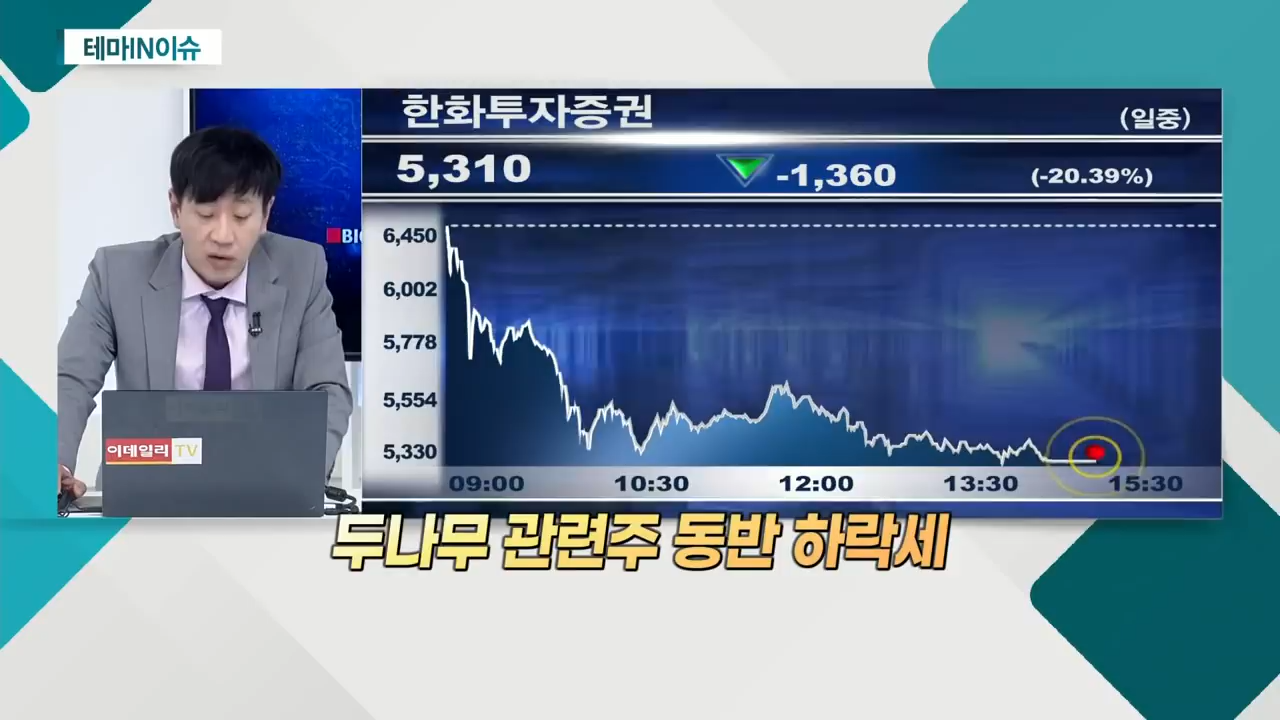 테마IN이슈
한화투자증권
(일중)
5,310
-1,360
(-20.39%)
6,450
6,002
5,778
5,554
5,330
09:00
10:30
12:00
13:30
15:30
이데일리 TV
두나무 관련주 동반 하락세